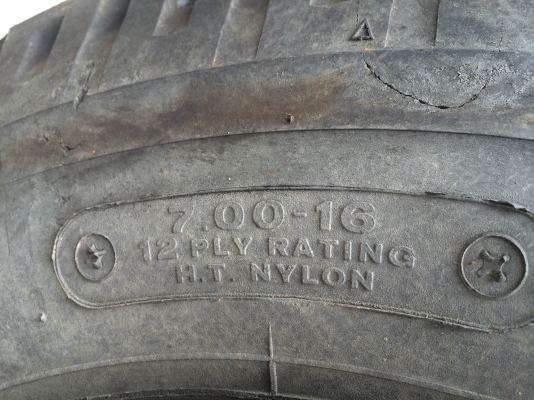 7.00-16
12 PLY RATING
H.T. NYLON